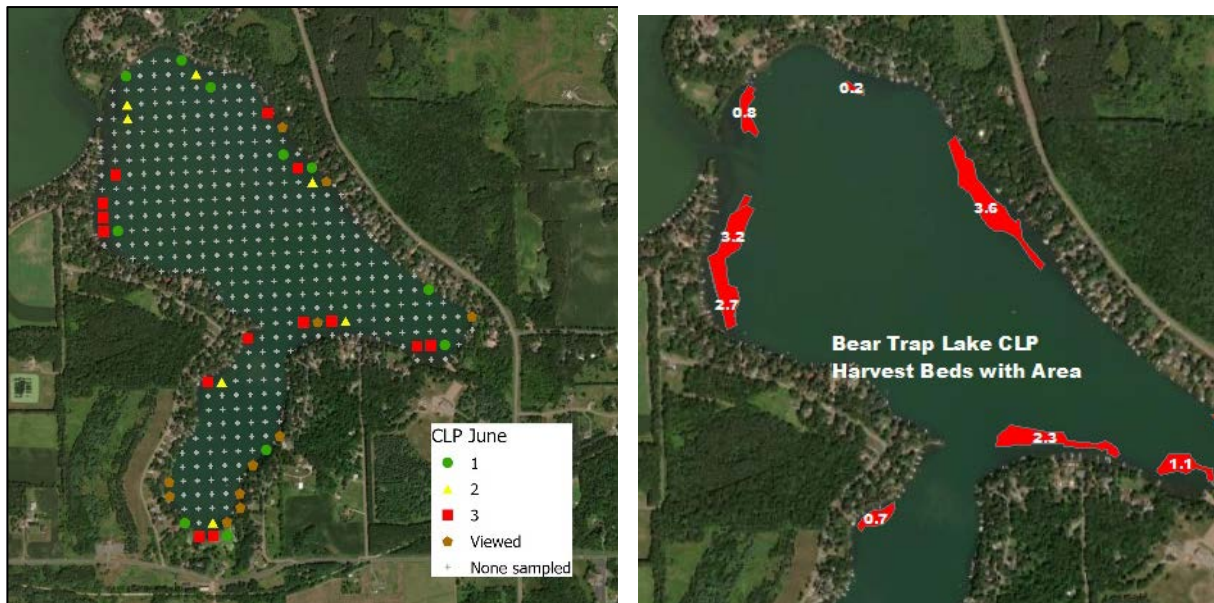 CLP June
1
2
3
Viewed
None sampled
0.2
0.8
3.6
3.2
2.7
Bear Trap Lake CLP
Harvest Beds with Area
2.3
1.1
0.7